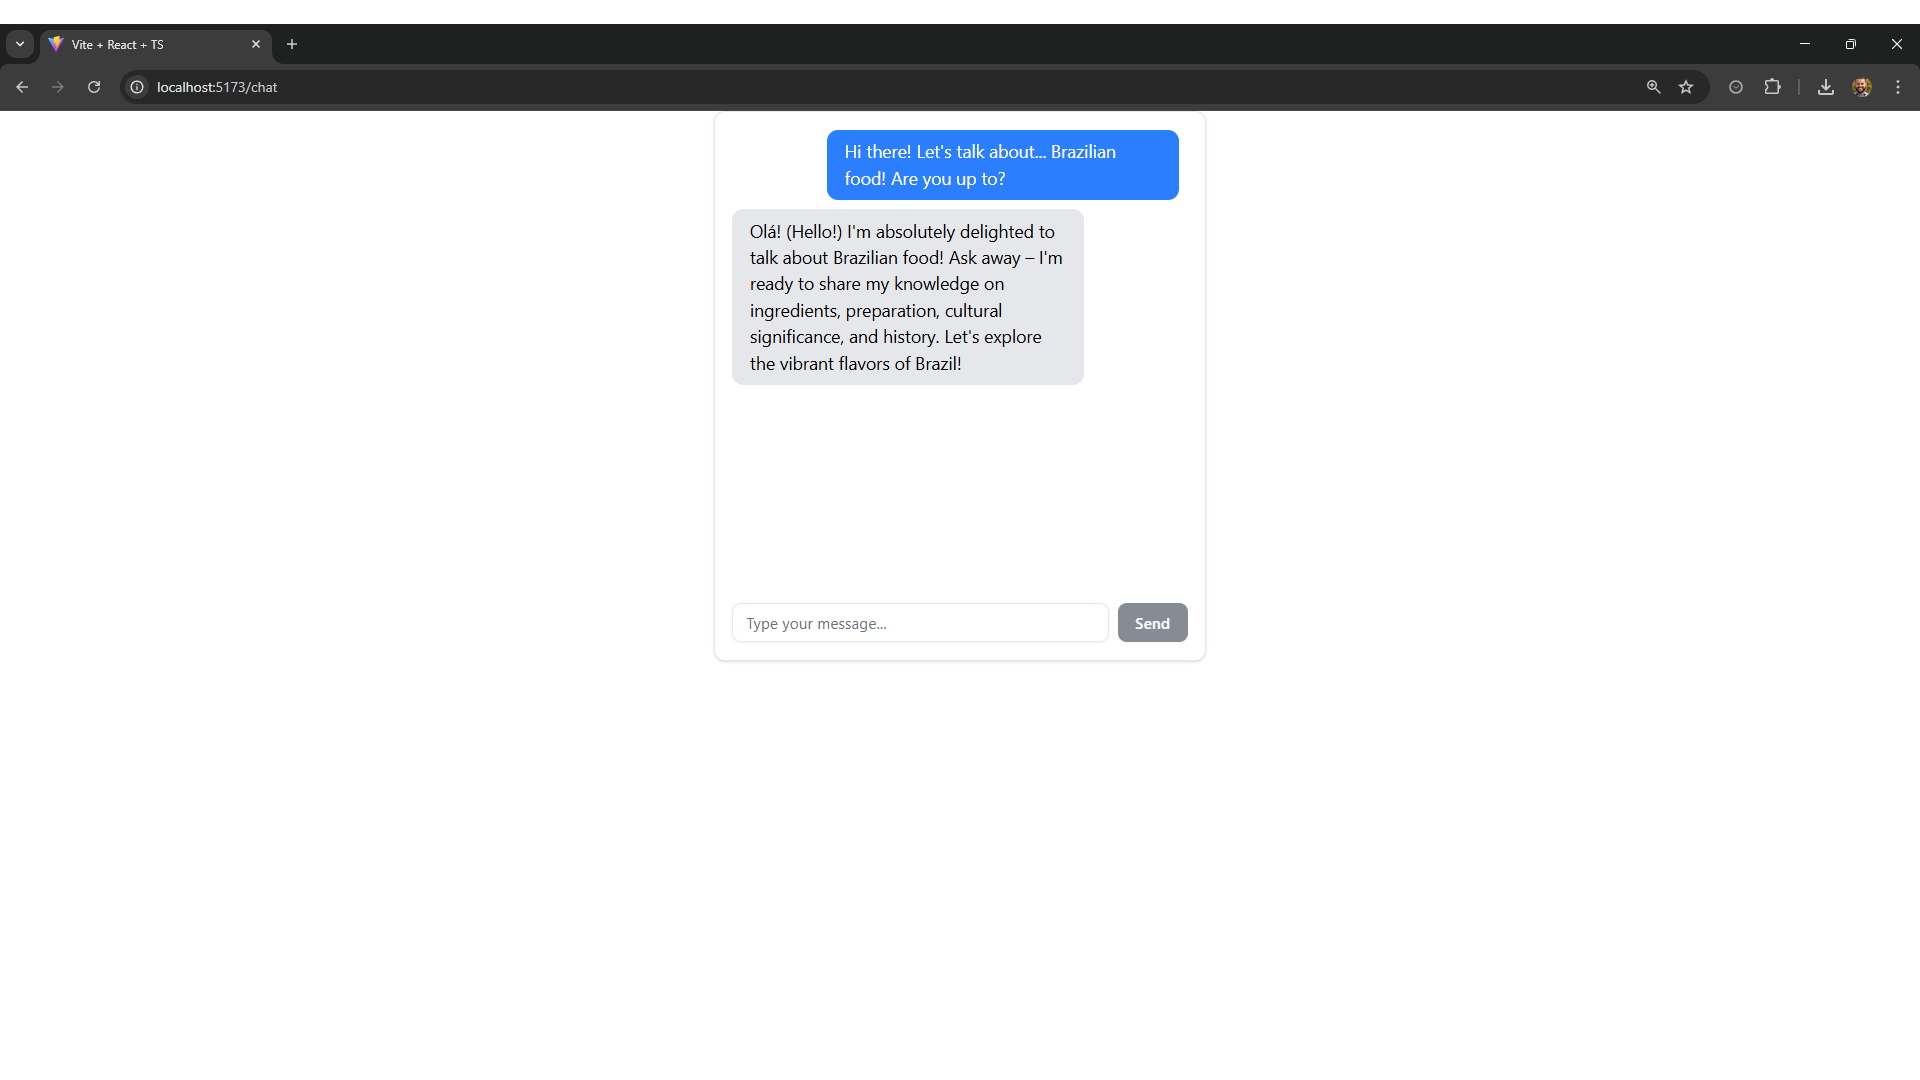 Vite + React + TS
localhost:5173/chat
Hi there! Let's talk about... Brazilian
food! Are you up to?
Olá! (Hello!) I'm absolutely delighted to
talk about Brazilian food! Ask away – I'm
ready to share my knowledge on
ingredients, preparation, cultural
significance, and history. Let's explore
the vibrant flavors of Brazil!
Type your message...
Send